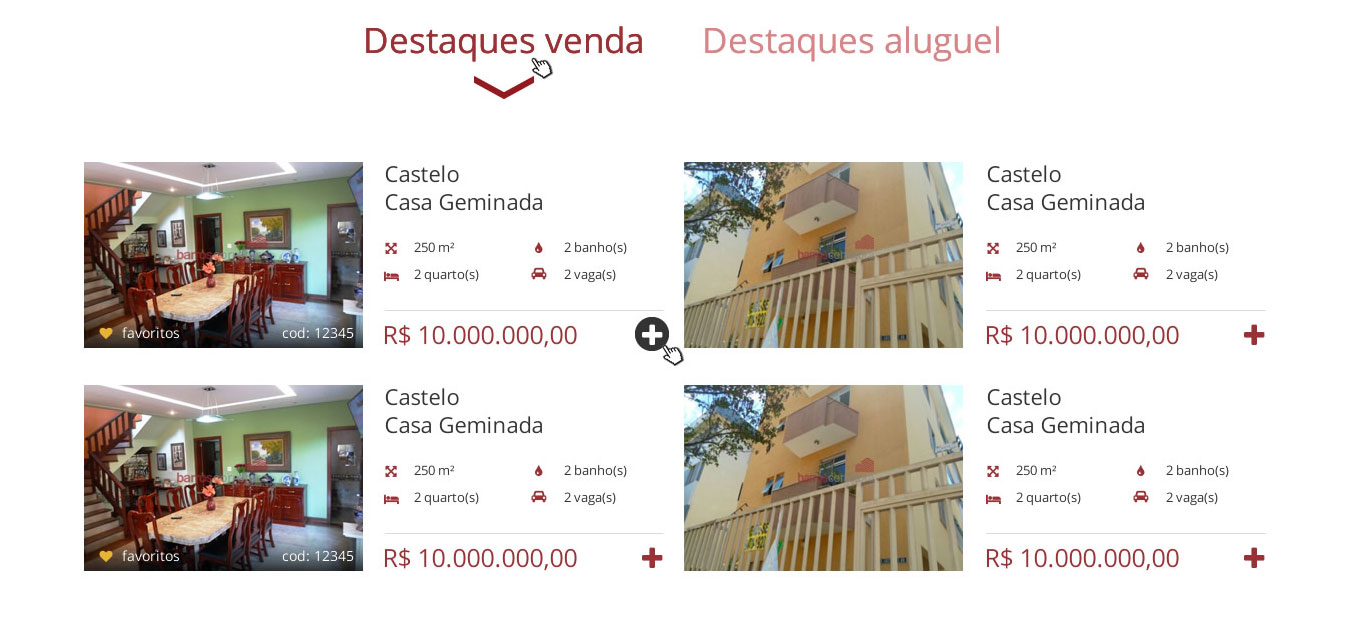 Destaques venda
Destaques aluguel
Castelo
Casa Geminada
250 m²
2 banho(s)
2 quarto(s)
2 vaga(s)
favoritos
cod: 12345
R$ 10.000.000,00
Castelo
Casa Geminada
250 m²
2 banho(s)
2 quarto(s)
2 vaga(s)
R$ 10.000.000,00
Castelo
Casa Geminada
250 m²
2 banho(s)
2 quarto(s)
2 vaga(s)
favoritos
cod: 12345
R$ 10.000.000,00
Castelo
Casa Geminada
250 m²
2 banho(s)
2 quarto(s)
2 vaga(s)
R$ 10.000.000,00